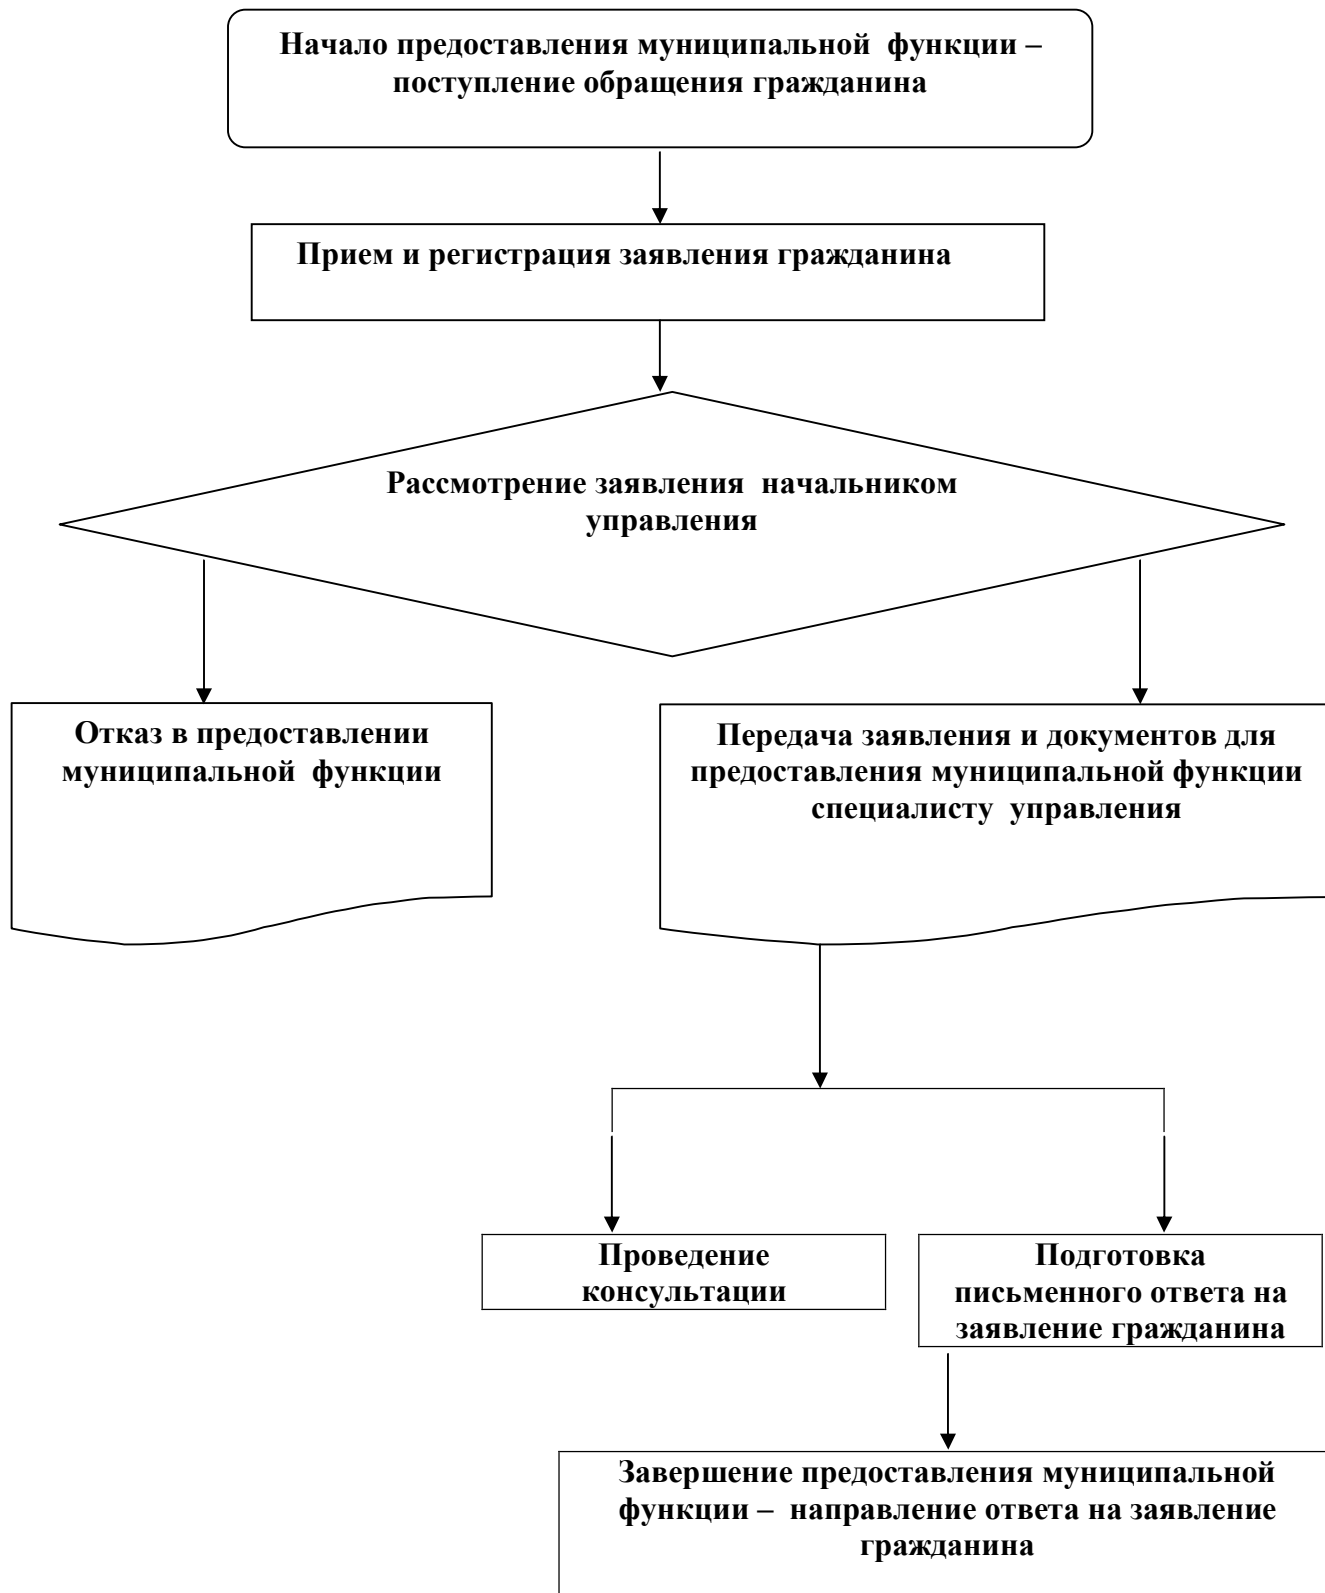 Начало предоставления муниципальной функции –
поступление обращения гражданина
Прием и регистрация заявления гражданина
Рассмотрение заявления начальником
управления
Отказ в предоставлении
муниципальной функции
Передача заявления и документов для
предоставления муниципальной функции
специалисту управления
Проведение
консультации
Подготовка
письменного ответа на
заявление гражданина
Завершение предоставления муниципальной
функции – направление ответа на заявление
гражданина